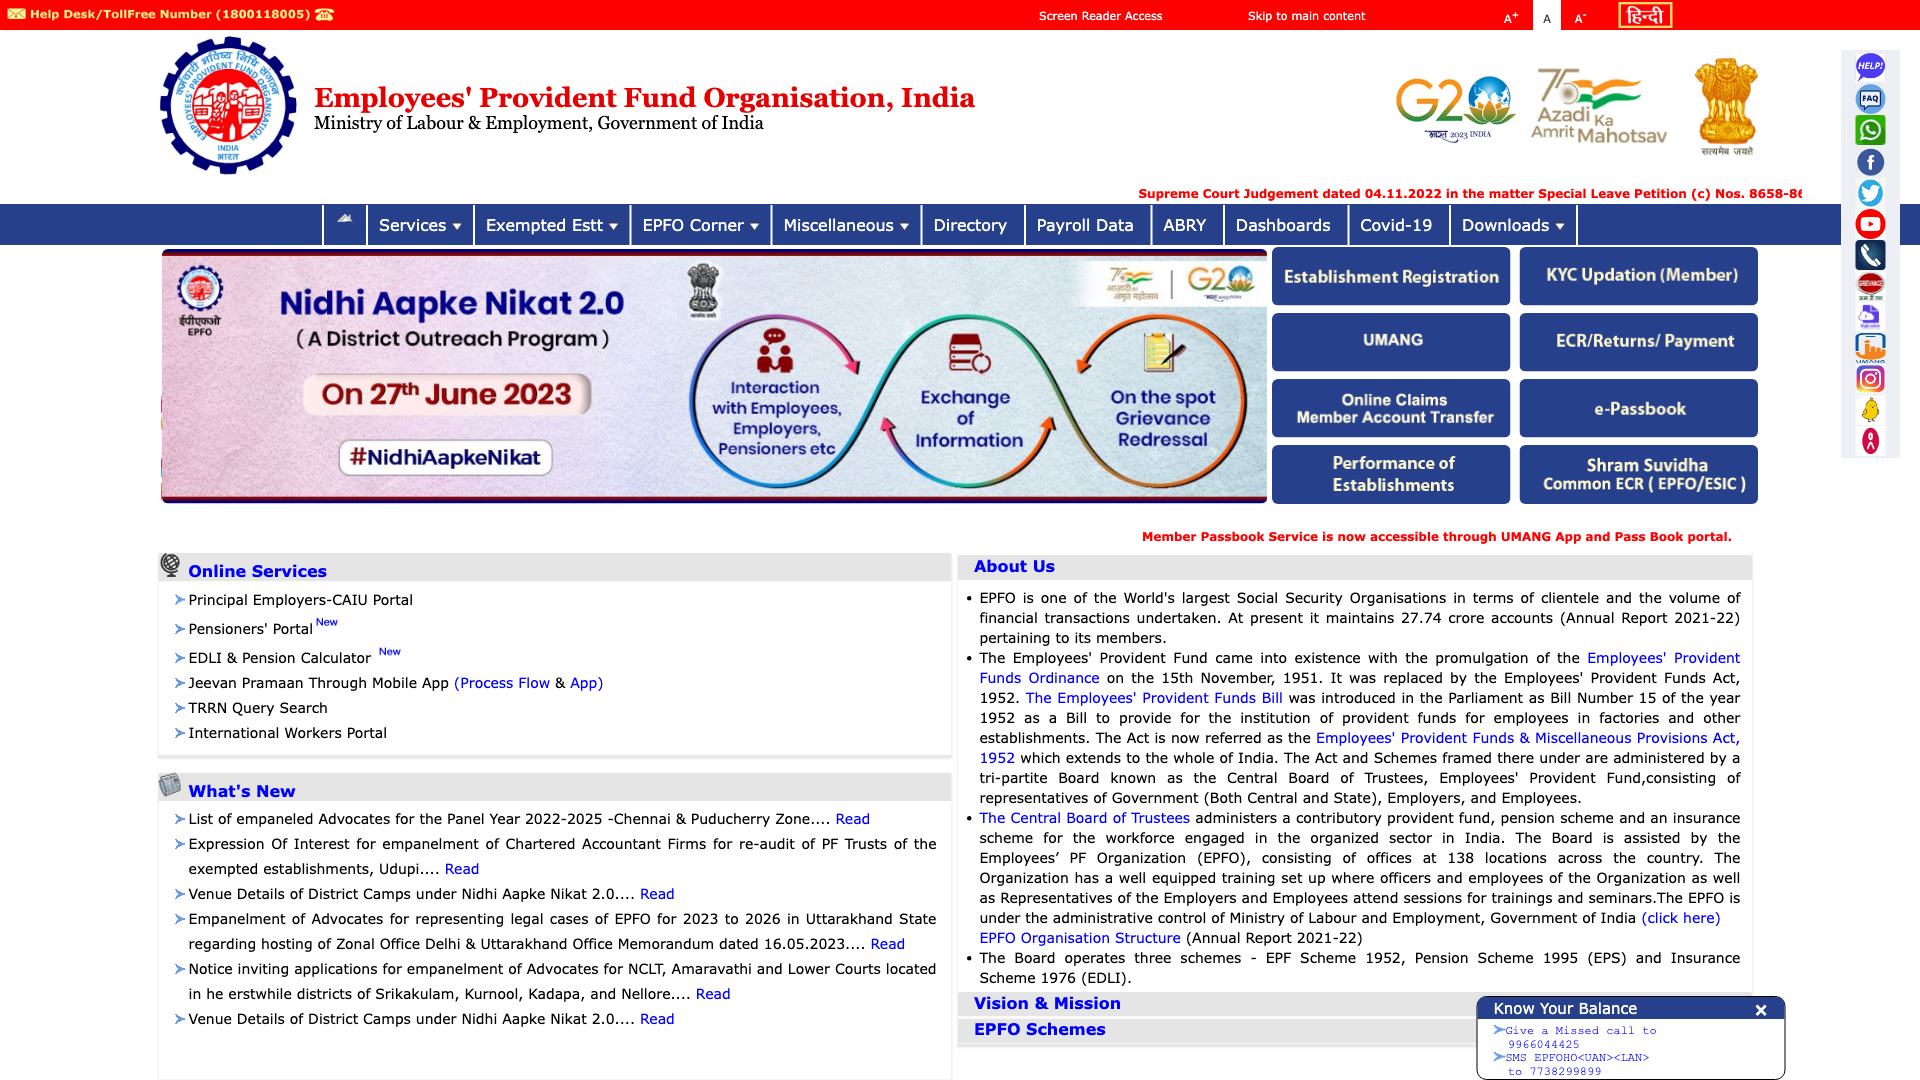 Help Desk/TollFree Number (1800118005)
Screen Reader Access
Skip to main content
A+
A
A-
हिन्दी
Employees' Provident Fund Organisation, India
Ministry of Labour & Employment, Government of India
G20
भारत 2023 INDIA
75
Azadi Ka
Amrit Mahotsav
सत्यमेव जयते
Supreme Court Judgement dated 04.11.2022 in the matter Special Leave Petition (c) Nos. 8658-86
Services
Exempted Estt
EPFO Corner
Miscellaneous
Directory
Payroll Data
ABRY
Dashboards
Covid-19
Downloads
HELP!
FAQ
ईपीएफओ
EPFO
Nidhi Aapke Nikat 2.0
( A District Outreach Program )
On 27th June 2023
#NidhiAapkeNikat
Interaction
with Employees,
Employers,
Pensioners etc
Exchange
of
Information
On the spot
Grievance
Redressal
G20
Establishment Registration
KYC Updation (Member)
UMANG
ECR/Returns/ Payment
Online Claims
Member Account Transfer
e-Passbook
Performance of
Establishments
Shram Suvidha
Common ECR ( EPFO/ESIC )
Member Passbook Service is now accessible through UMANG App and Pass Book portal.
Online Services
Principal Employers-CAIU Portal
Pensioners' Portal New
EDLI & Pension Calculator New
Jeevan Pramaan Through Mobile App (Process Flow & App)
TRRN Query Search
International Workers Portal
What's New
List of empaneled Advocates for the Panel Year 2022-2025 -Chennai & Puducherry Zone.... Read
Expression Of Interest for empanelment of Chartered Accountant Firms for re-audit of PF Trusts of the
exempted establishments, Udupi.... Read
Venue Details of District Camps under Nidhi Aapke Nikat 2.0.... Read
Empanelment of Advocates for representing legal cases of EPFO for 2023 to 2026 in Uttarakhand State
regarding hosting of Zonal Office Delhi & Uttarakhand Office Memorandum dated 16.05.2023.... Read
Notice inviting applications for empanelment of Advocates for NCLT, Amaravathi and Lower Courts located
in he erstwhile districts of Srikakulam, Kurnool, Kadapa, and Nellore.... Read
Venue Details of District Camps under Nidhi Aapke Nikat 2.0.... Read
About Us
EPFO is one of the World's largest Social Security Organisations in terms of clientele and the volume of
financial transactions undertaken. At present it maintains 27.74 crore accounts (Annual Report 2021-22)
pertaining to its members.
The Employees' Provident Fund came into existence with the promulgation of the Employees' Provident
Funds Ordinance on the 15th November, 1951. It was replaced by the Employees' Provident Funds Act,
1952. The Employees' Provident Funds Bill was introduced in the Parliament as Bill Number 15 of the year
1952 as a Bill to provide for the institution of provident funds for employees in factories and other
establishments. The Act is now referred as the Employees' Provident Funds & Miscellaneous Provisions Act,
1952 which extends to the whole of India. The Act and Schemes framed there under are administered by a
tri-partite Board known as the Central Board of Trustees, Employees' Provident Fund,consisting of
representatives of Government (Both Central and State), Employers, and Employees.
The Central Board of Trustees administers a contributory provident fund, pension scheme and an insurance
scheme for the workforce engaged in the organized sector in India. The Board is assisted by the
Employees’ PF Organization (EPFO), consisting of offices at 138 locations across the country. The
Organization has a well equipped training set up where officers and employees of the Organization as well
as Representatives of the Employers and Employees attend sessions for trainings and seminars.The EPFO is
under the administrative control of Ministry of Labour and Employment, Government of India (click here)
EPFO Organisation Structure (Annual Report 2021-22)
The Board operates three schemes - EPF Scheme 1952, Pension Scheme 1995 (EPS) and Insurance
Scheme 1976 (EDLI).
Vision & Mission
EPFO Schemes
Know Your Balance
Give a Missed call to
9966044425
SMS EPFOHO<UAN><LAN>
to 7738299899